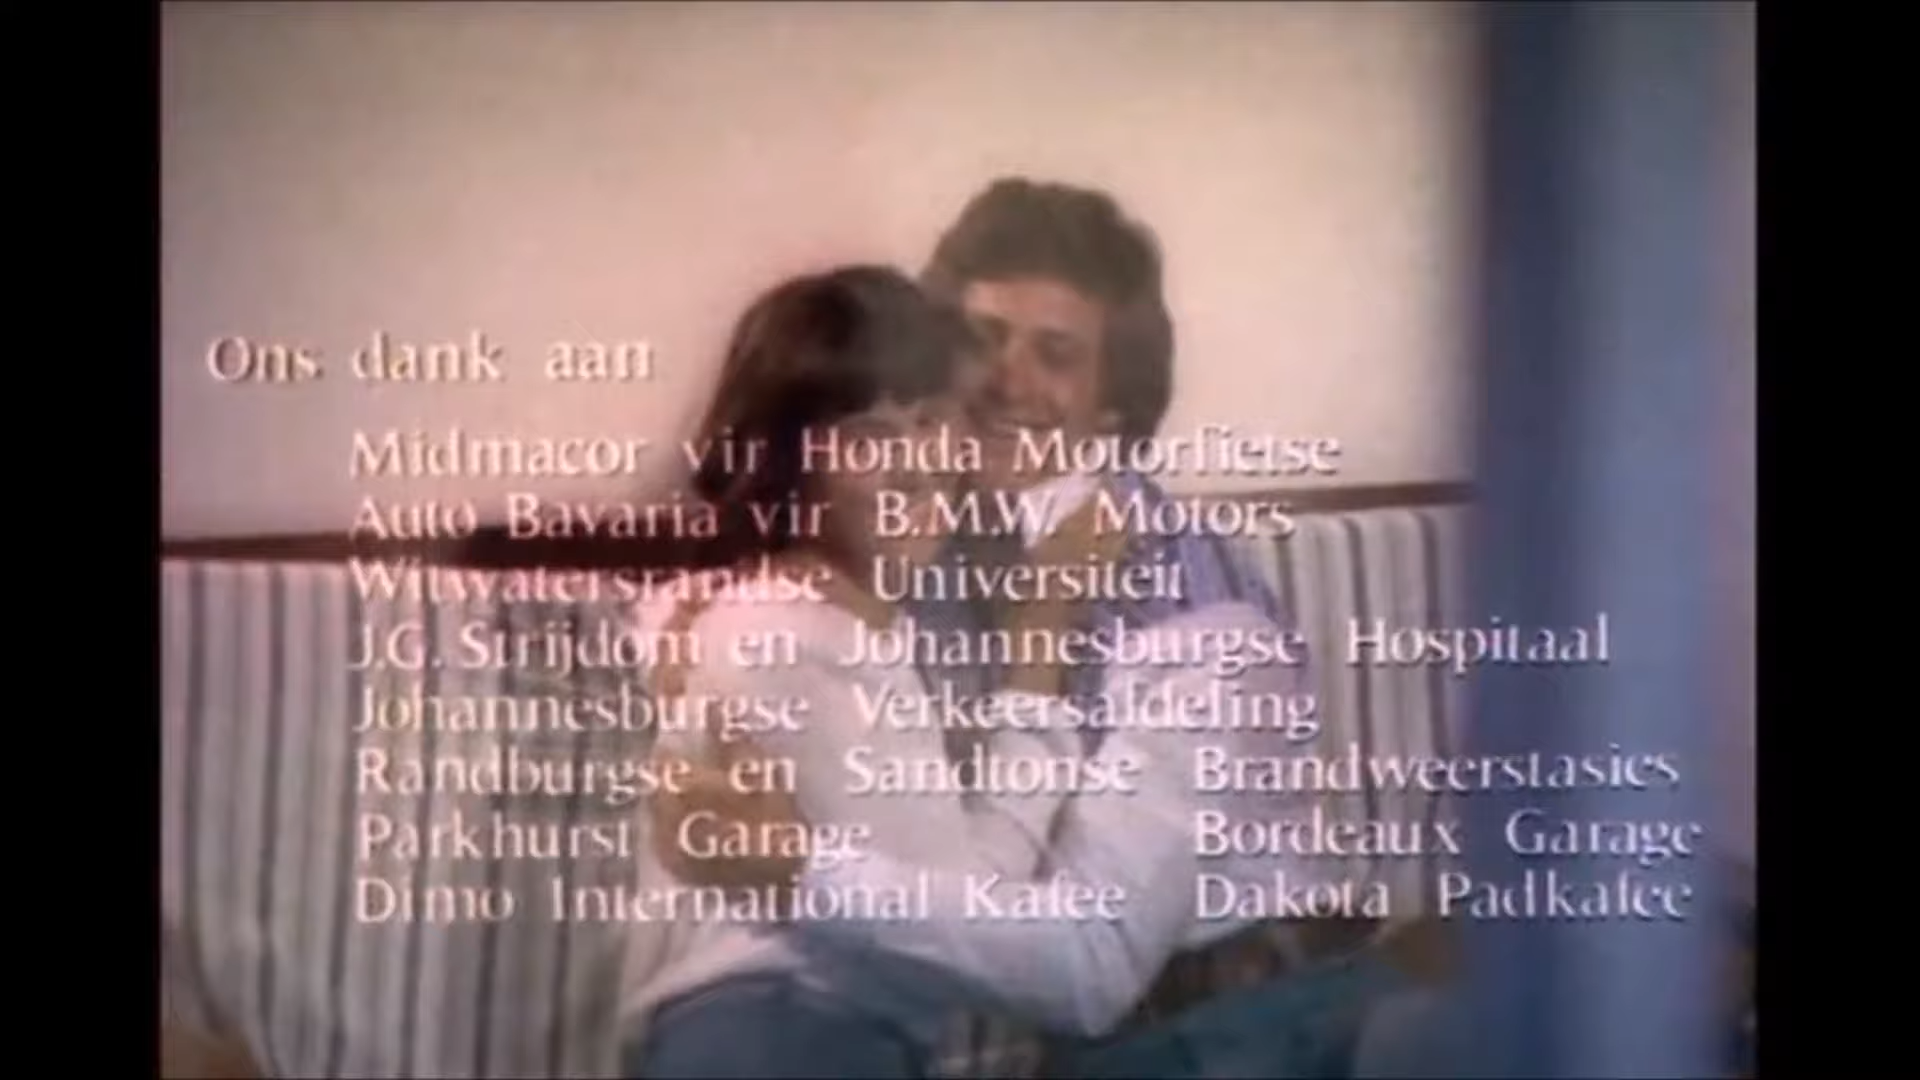 Ons dank aan
Midmacor vir Honda Motorfietse
Auto Bavaria vir B.M.W. Motors
Witwatersrandse Universiteit
J.G. Strijdom en Johannesburgse Hospitaal
Johannesburgse Verkeersafdeling
Randburgse en Sandtonse Brandweerstasies
Parkhurst Garage Bordeaux Garage
Dimo International Kafee Dakota Padkafee